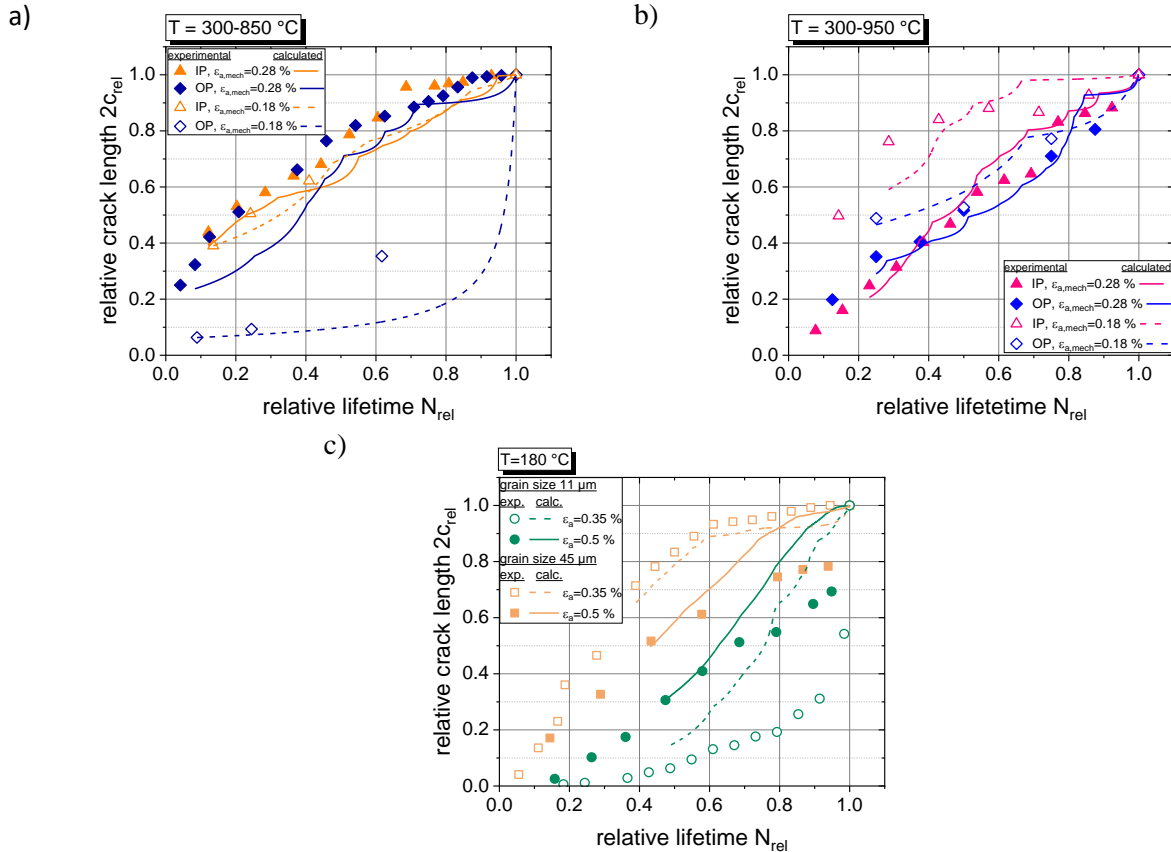 a)
T = 300-850 °C
experimental calculated
IP, εa,mech=0.28 %
OP, εa,mech=0.28 %
IP, εa,mech=0.18 %
OP, εa,mech=0.18 %
relative crack length 2crel
1.0
0.8
0.6
0.4
0.2
0.0
0.0 0.2 0.4 0.6 0.8 1.0
relative lifetime Nrel
b)
T = 300-950 °C
relative crack length 2crel
1.0
0.8
0.6
0.4
0.2
0.0
experimental calculated
IP, εa,mech=0.28 %
OP, εa,mech=0.28 %
IP, εa,mech=0.18 %
OP, εa,mech=0.18 %
0.0 0.2 0.4 0.6 0.8 1.0
relative lifetetime Nrel
c)
T=180 °C
grain size 11 µm
exp. calc.
εa=0.35 %
εa=0.5 %
grain size 45 µm
exp. calc.
εa=0.35 %
εa=0.5 %
relative crack length 2crel
1.0
0.8
0.6
0.4
0.2
0.0
0.0 0.2 0.4 0.6 0.8 1.0
relative lifetime Nrel